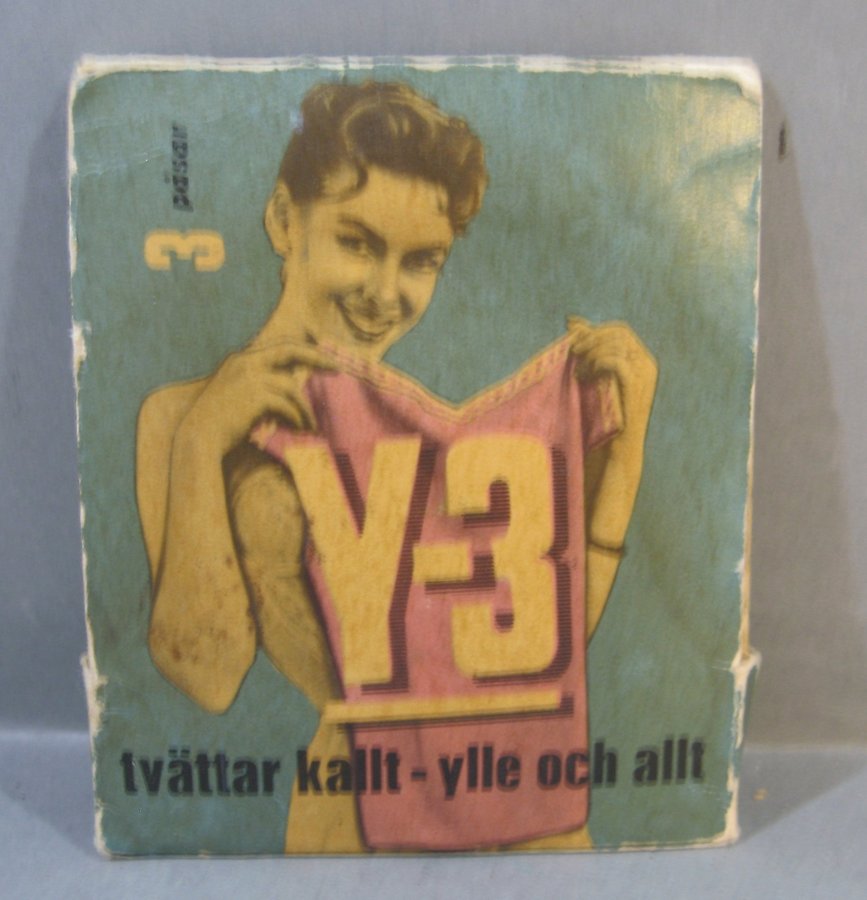 3 påsar
Y-3
tvättar kallt - ylle och allt